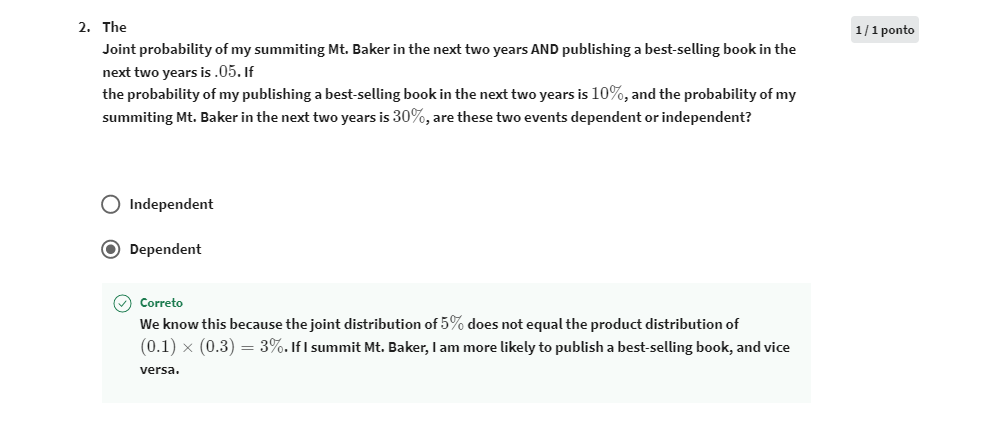 2. The
1 / 1 ponto
Joint probability of my summiting Mt. Baker in the next two years AND publishing a best-selling book in the
next two years is .05. If
the probability of my publishing a best-selling book in the next two years is 10%, and the probability of my
summiting Mt. Baker in the next two years is 30%, are these two events dependent or independent?
Independent
Dependent
Correto
We know this because the joint distribution of 5% does not equal the product distribution of
(0.1) × (0.3) = 3%. If I summit Mt. Baker, I am more likely to publish a best-selling book, and vice
versa.